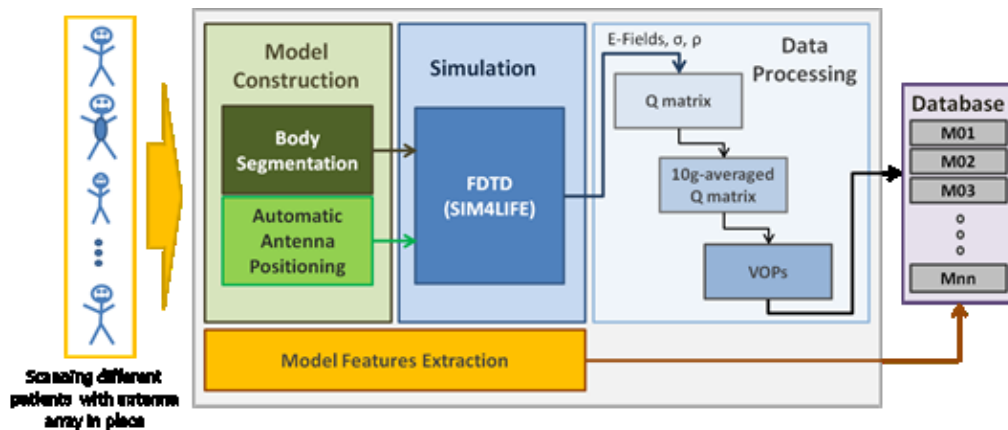 Model
Construction
Body
Segmentation
Automatic
Antenna
Positioning
Simulation
FDTD
(SIM4LIFE)
E-Fields, σ, ρ
Data
Processing
Q matrix
10g-averaged
Q matrix
VOPs
Model Features Extraction
Database
M01
M02
M03
Mnn
Scanning different
patients with antenna
array in place